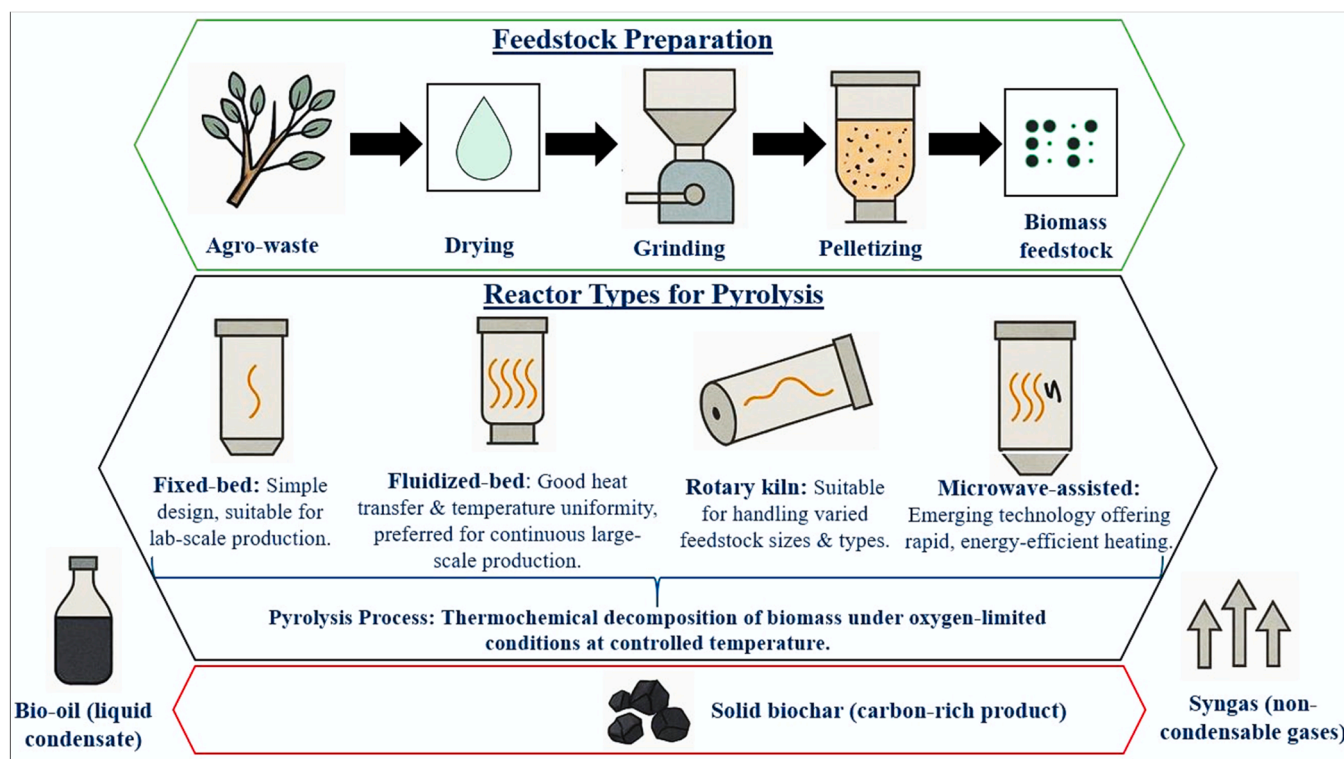 Feedstock Preparation
Agro-waste
Drying
Grinding
Pelletizing
Biomass
feedstock
Reactor Types for Pyrolysis
Fixed-bed: Simple
design, suitable for
lab-scale production.
Fluidized-bed: Good heat
transfer & temperature uniformity,
preferred for continuous large-
scale production.
Rotary kiln: Suitable
for handling varied
feedstock sizes & types.
Microwave-assisted:
Emerging technology offering
rapid, energy-efficient heating.
Pyrolysis Process: Thermochemical decomposition of biomass under oxygen-limited
conditions at controlled temperature.
Bio-oil (liquid
condensate)
Solid biochar (carbon-rich product)
Syngas (non-
condensable gases)